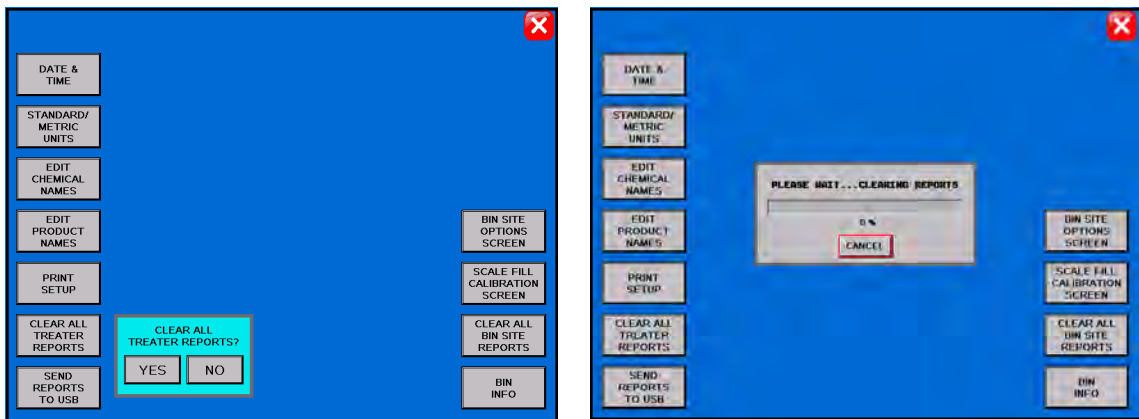 DATE &
TIME
STANDARD/
METRIC
UNITS
EDIT
CHEMICAL
NAMES
EDIT
PRODUCT
NAMES
PRINT
SETUP
CLEAR ALL
TREATER
REPORTS
SEND
REPORTS
TO USB
CLEAR ALL
TREATER REPORTS?
YES NO
BIN SITE
OPTIONS
SCREEN
SCALE FILL
CALIBRATION
SCREEN
CLEAR ALL
BIN SITE
REPORTS
BIN
INFO
DATE &
TIME
STANDARD/
METRIC
UNITS
EDIT
CHEMICAL
NAMES
EDIT
PRODUCT
NAMES
PRINT
SETUP
CLEAR ALL
TREATER
REPORTS
SEND
REPORTS
TO USB
PLEASE WAIT...CLEARING REPORTS
0 %
CANCEL
BIN SITE
OPTIONS
SCREEN
SCALE FILL
CALIBRATION
SCREEN
CLEAR ALL
BIN SITE
REPORTS
BIN
INFO